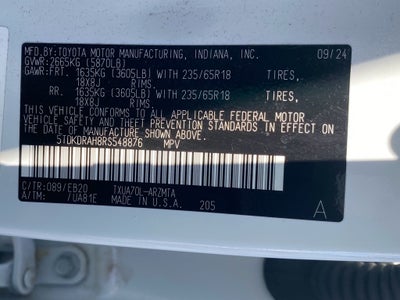 MFD.BY:TOYOTA MOTOR MANUFACTURING, INDIANA, INC. 09/24
GVWR:2665KG (5870LB)
GAWR:FRT. 1635KG (3605LB) WITH 235/65R18 TIRES,
18X8J RIMS,
RR. 1635KG (3605LB) WITH 235/65R18 TIRES,
18X8J RIMS.
THIS VEHICLE CONFORMS TO ALL APPLICABLE FEDERAL MOTOR
VEHICLE SAFETY AND THEFT PREVENTION STANDARDS IN EFFECT
ON THE DATE OF MANUFACTURE SHOWN ABOVE.
5TDKDRAH8RS548876 MPV
C/TR:089/EB20 TXUA70L-ARZMTA
A/TM: /UA81E MADE IN U.S.A. 205 A